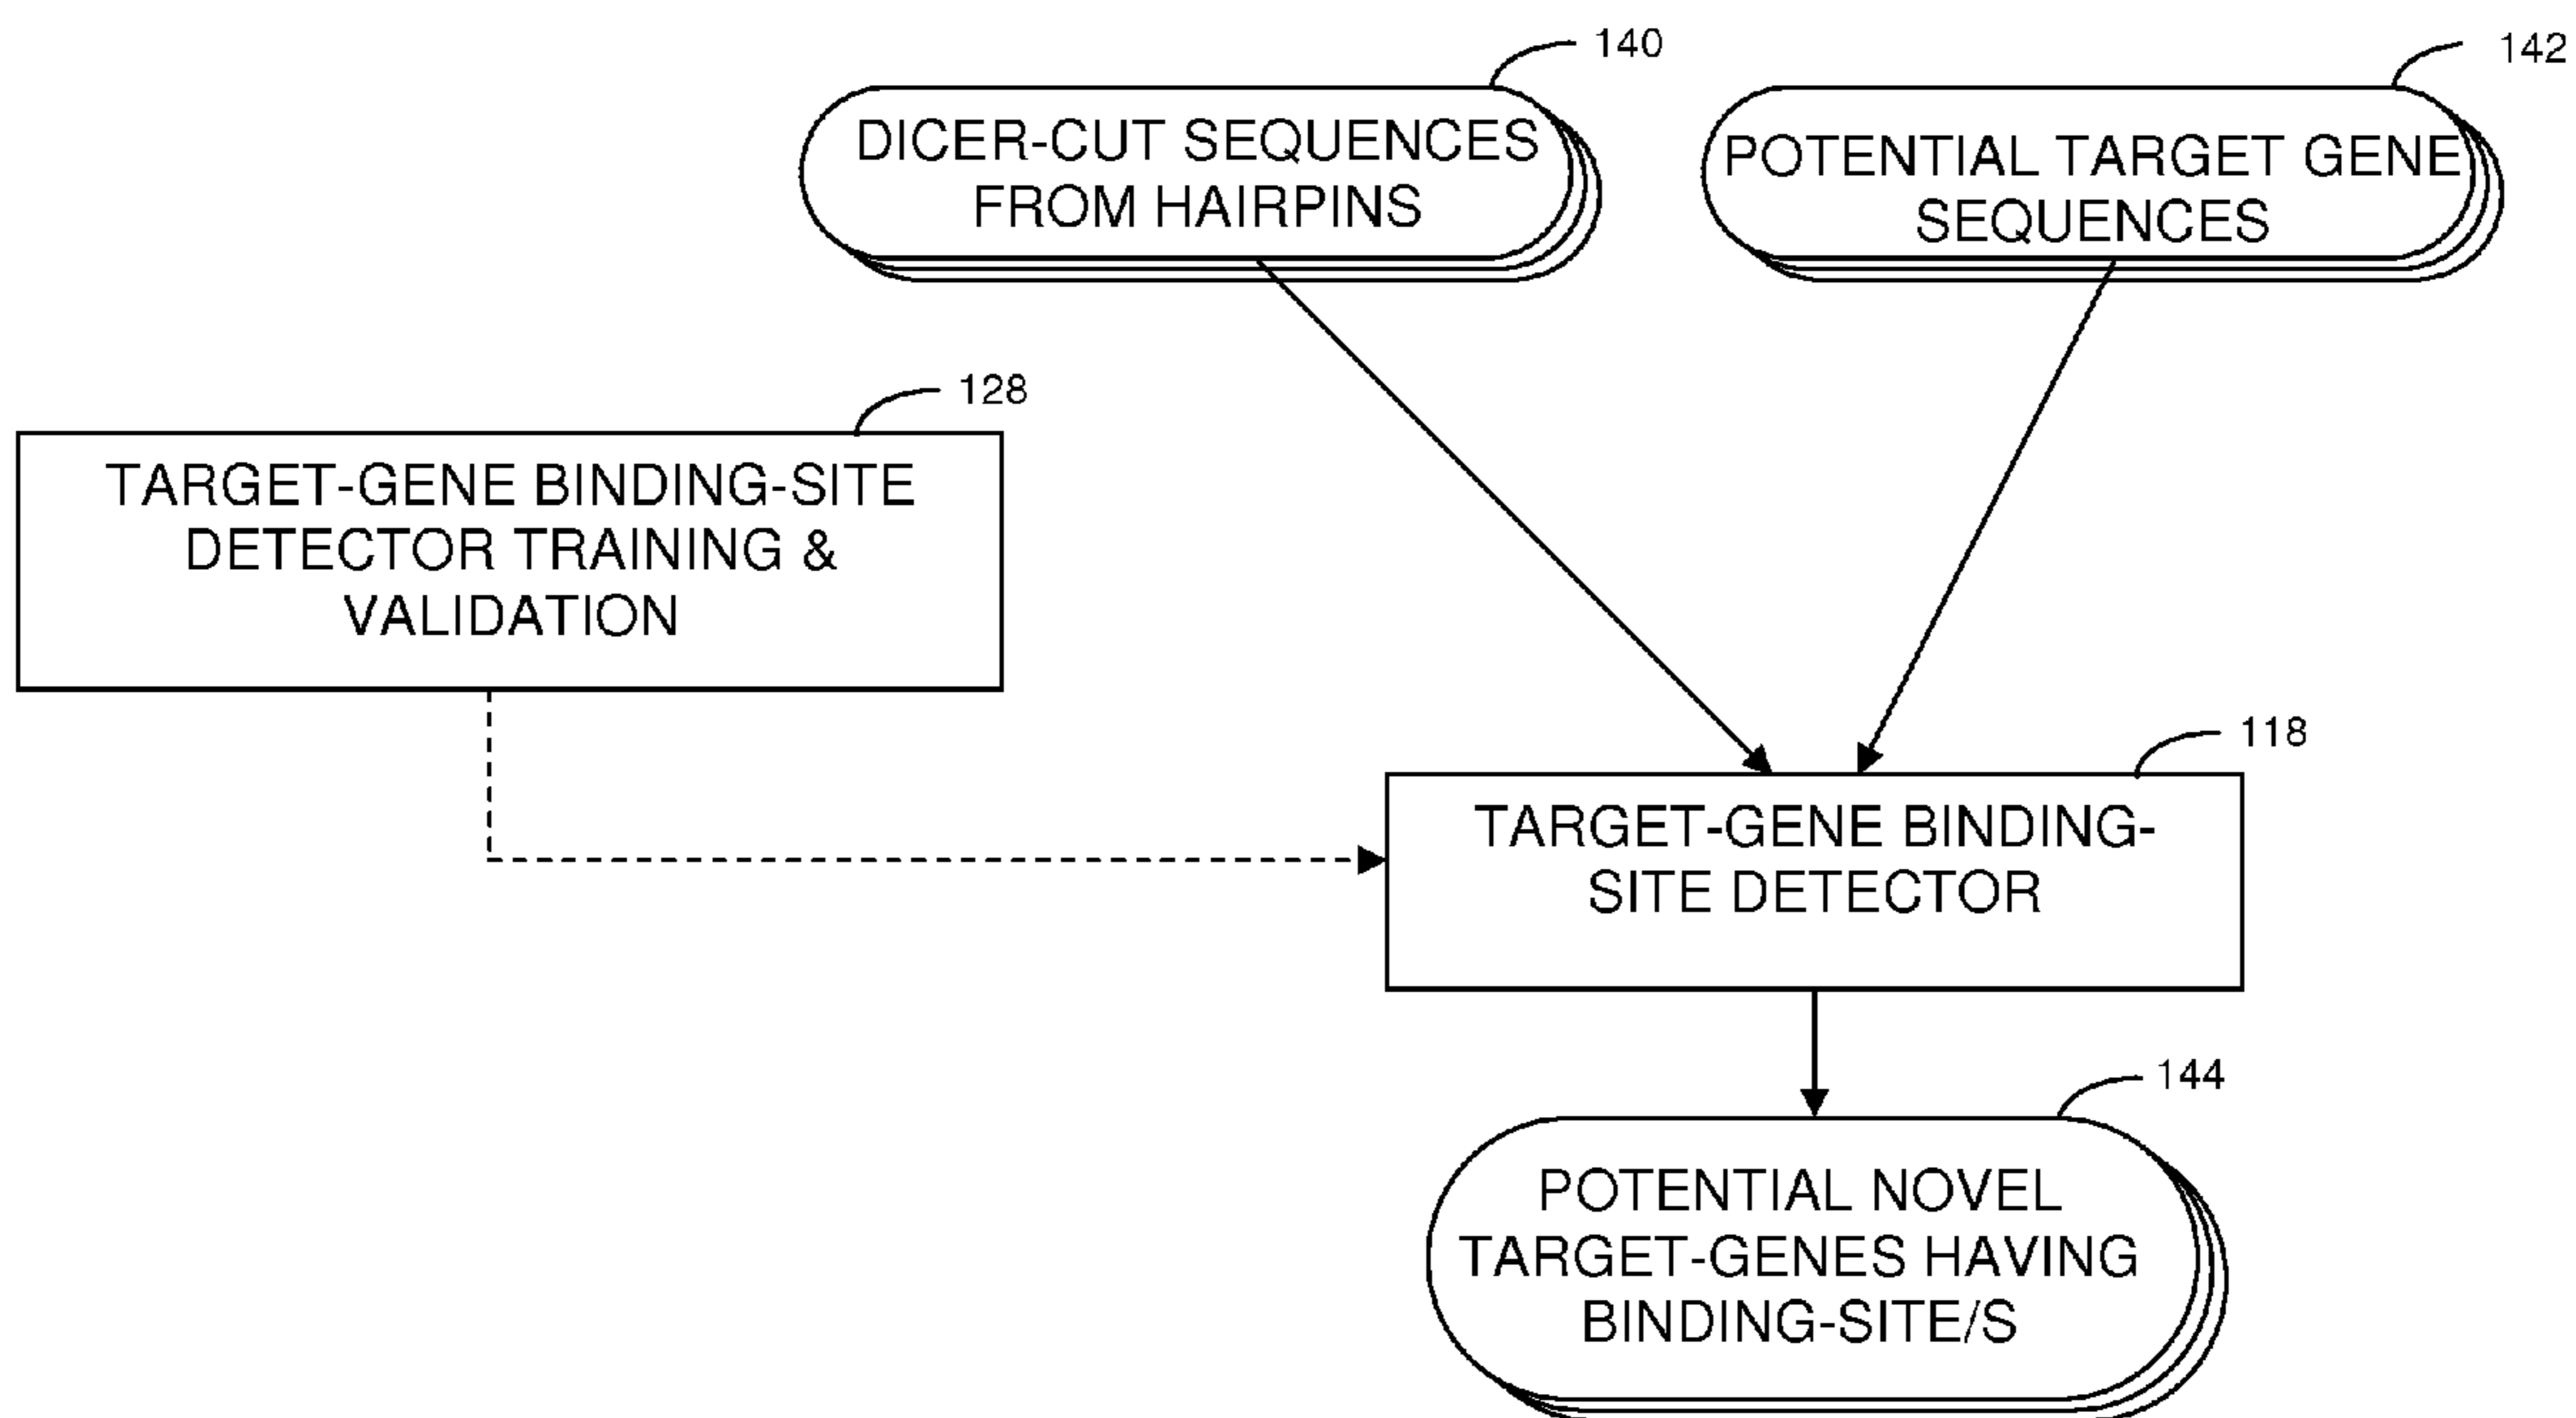 140
142
DICER-CUT SEQUENCES
FROM HAIRPINS
POTENTIAL TARGET GENE
SEQUENCES
128
TARGET-GENE BINDING-SITE
DETECTOR TRAINING &
VALIDATION
118
TARGET-GENE BINDING-
SITE DETECTOR
144
POTENTIAL NOVEL
TARGET-GENES HAVING
BINDING-SITE/S